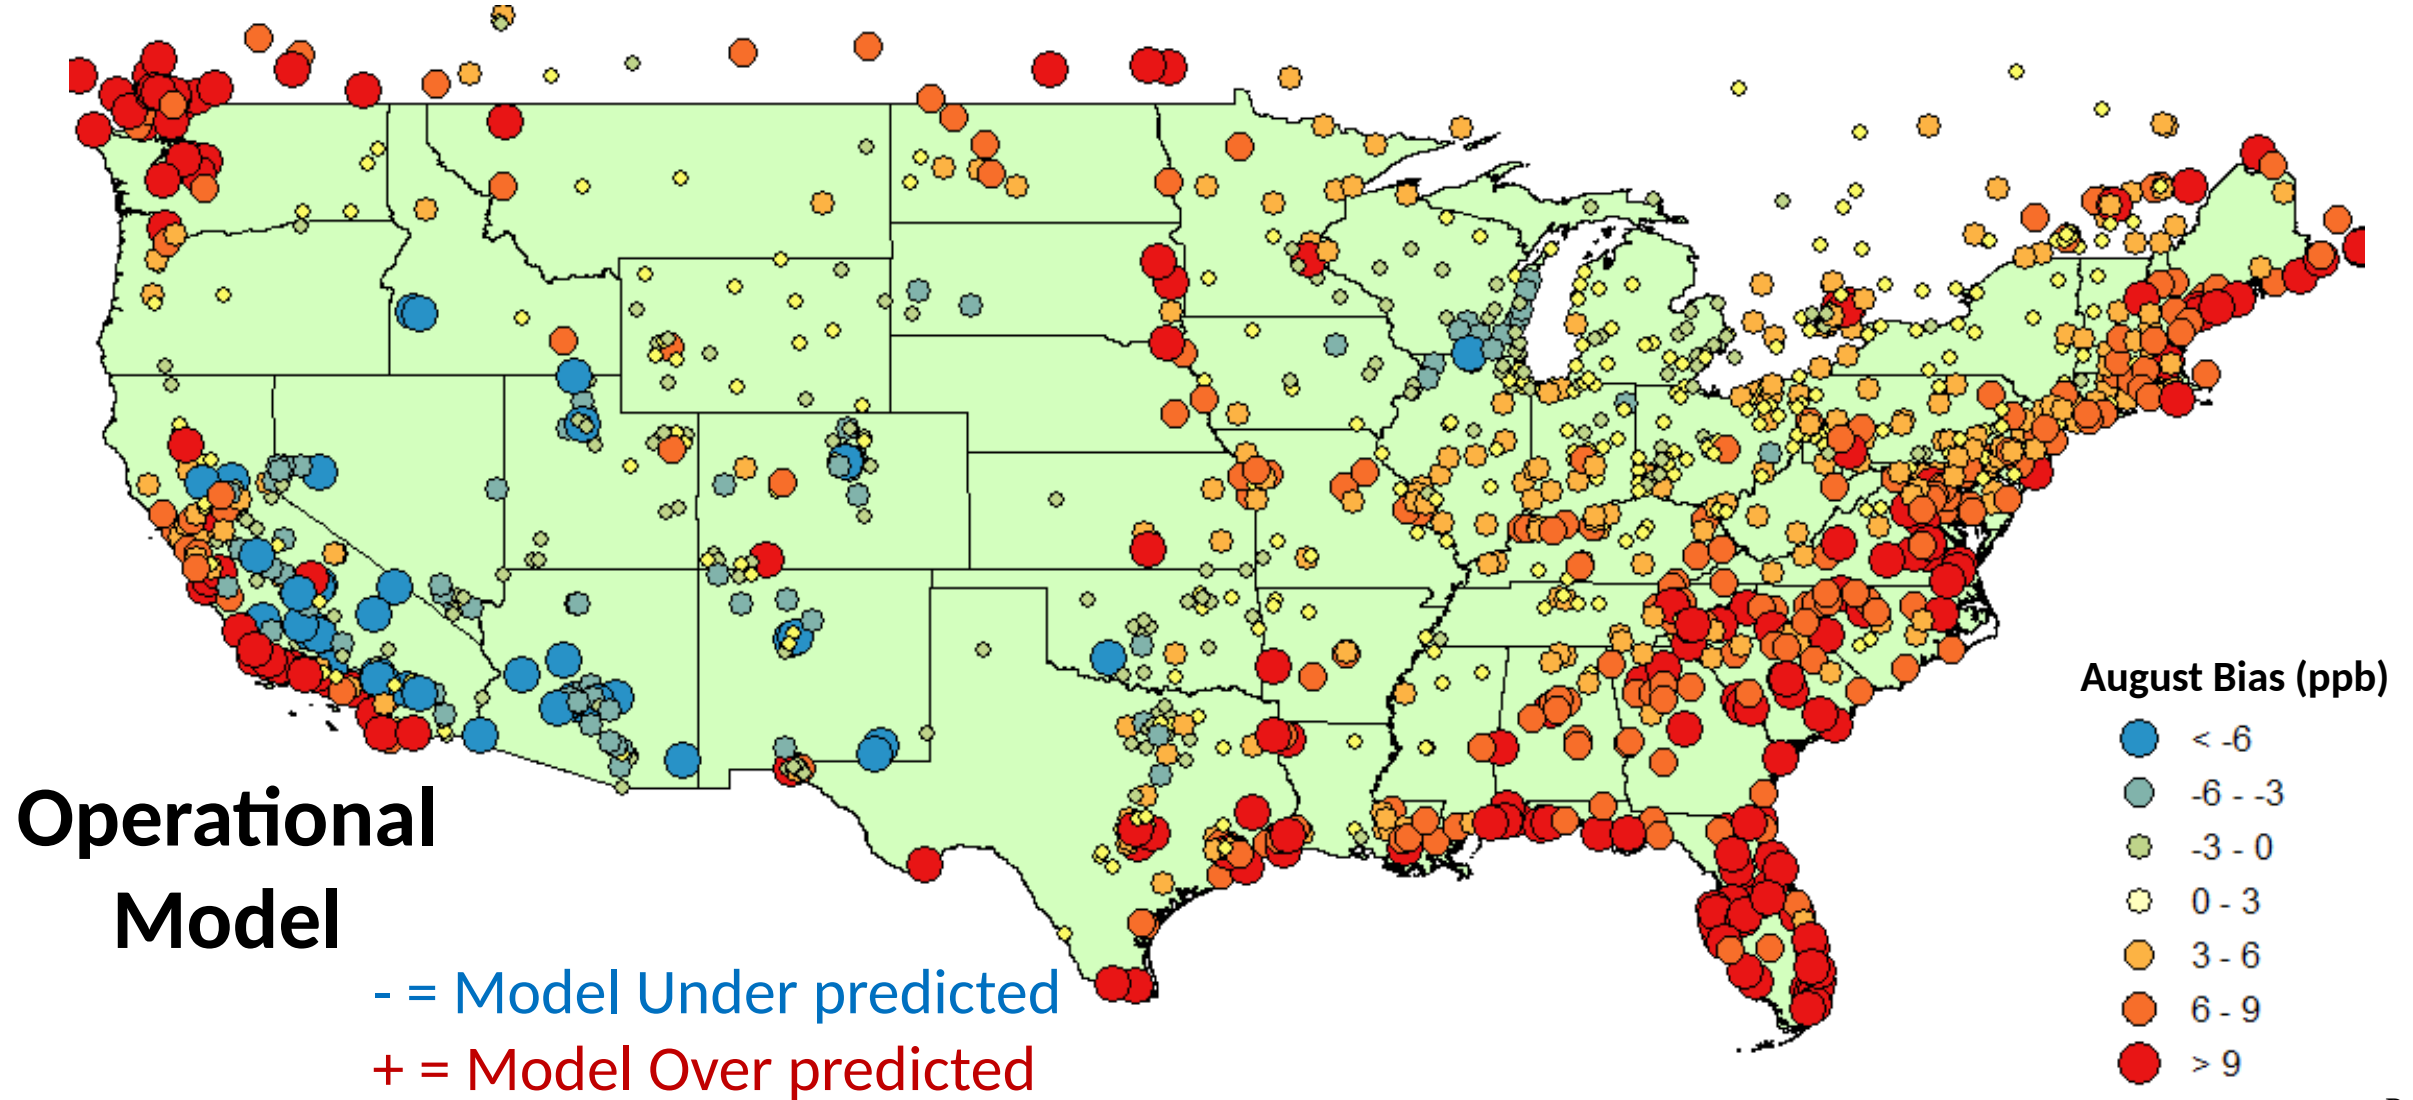 August Bias (ppb)
< -6
-6 - -3
-3 - 0
0 - 3
3 - 6
6 - 9
> 9
Operational
Model
- = Model Under predicted
+ = Model Over predicted